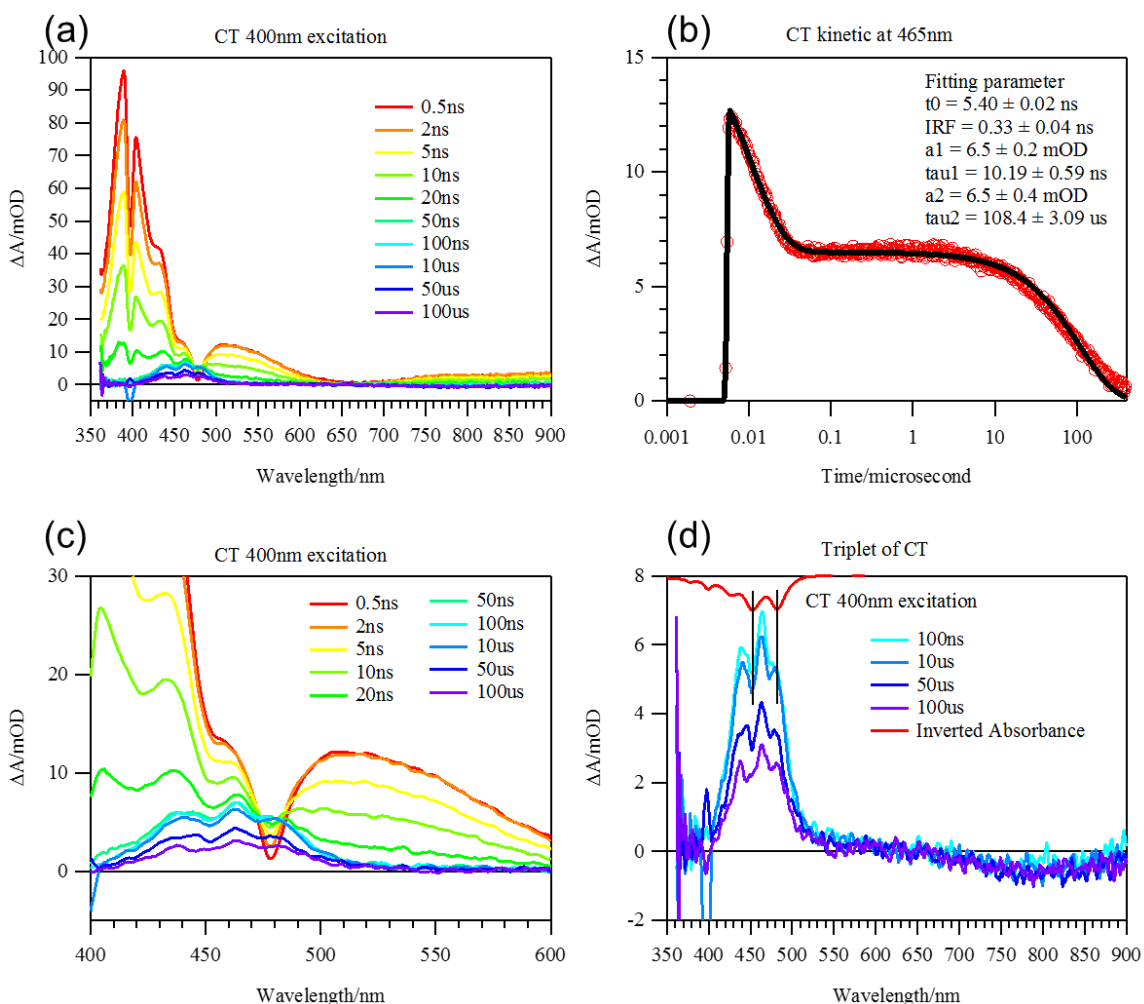 (a)
CT 400nm excitation
100
90
80
70
60
50
40
30
20
10
0
ΔA/mOD
0.5ns
2ns
5ns
10ns
20ns
50ns
100ns
10us
50us
100us
350 400 450 500 550 600 650 700 750 800 850 900
Wavelength/nm
(b)
CT kinetic at 465nm
15
10
5
0
ΔA/mOD
Fitting parameter
t0 = 5.40 ± 0.02 ns
IRF = 0.33 ± 0.04 ns
a1 = 6.5 ± 0.2 mOD
tau1 = 10.19 ± 0.59 ns
a2 = 6.5 ± 0.4 mOD
tau2 = 108.4 ± 3.09 us
0.001 0.01 0.1 1 10 100
Time/microsecond
(c)
CT 400nm excitation
30
20
10
0
ΔA/mOD
0.5ns
2ns
5ns
10ns
20ns
50ns
100ns
10us
50us
100us
400 450 500 550 600
Wavelength/nm
(d)
Triplet of CT
8
6
4
2
0
-2
ΔA/mOD
CT 400nm excitation
100ns
10us
50us
100us
Inverted Absorbance
350 400 450 500 550 600 650 700 750 800 850 900
Wavelength/nm